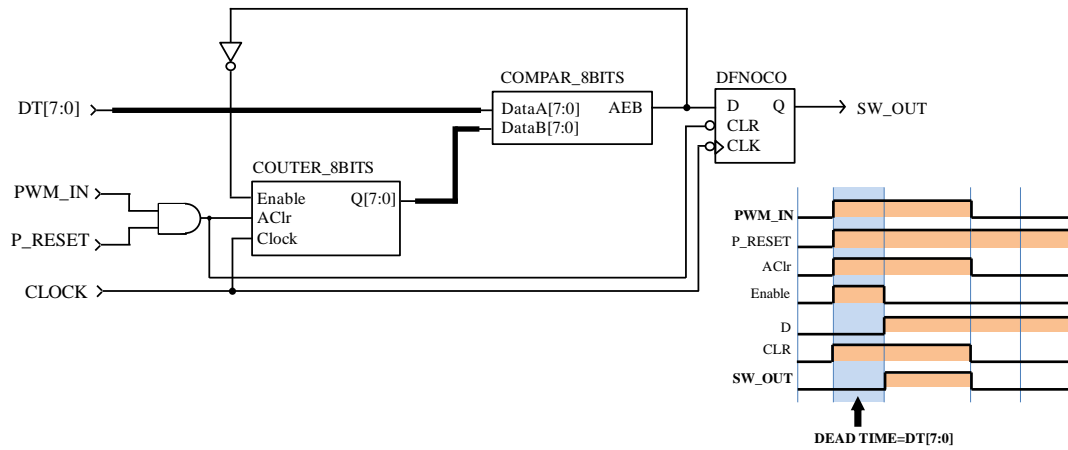 COMPAR_8BITS
DFNOCO
DT[7:0]
DataA[7:0]
AEB
DataB[7:0]
D
Q
CLR
CLK
SW_OUT
COUTER_8BITS
PWM_IN
P_RESET
CLOCK
Enable
Q[7:0]
AClr
Clock
PWM_IN
P_RESET
AClr
Enable
D
CLR
SW_OUT
DEAD TIME=DT[7:0]